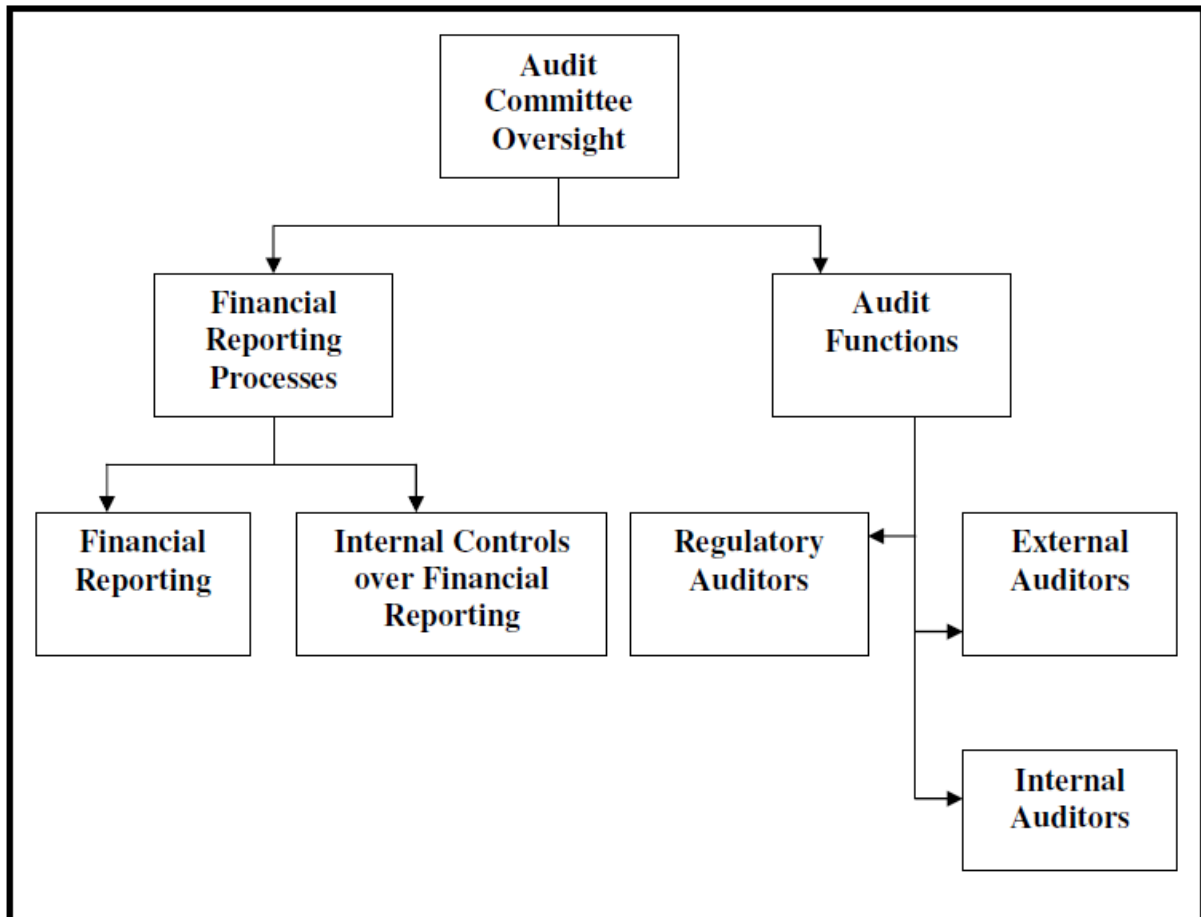 Audit
Committee
Oversight
Financial
Reporting
Processes
Audit
Functions
Financial
Reporting
Internal Controls
over Financial
Reporting
Regulatory
Auditors
External
Auditors
Internal
Auditors